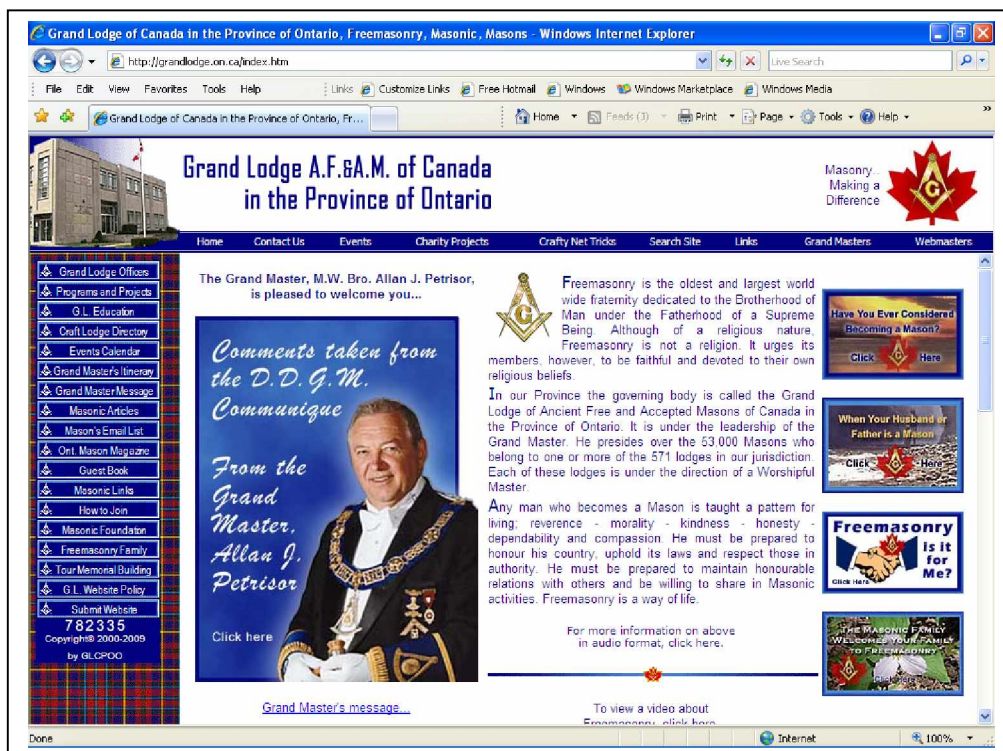 Grand Lodge of Canada in the Province of Ontario, Freemasonry, Masonic, Masons - Windows Internet Explorer
http://grandlodge.on.ca/index.htm
Live Search
File Edit View Favorites Tools Help
Links Customize Links Free Hotmail Windows Windows Marketplace Windows Media
Grand Lodge of Canada in the Province of Ontario, Fr...
Home Feeds (3) Print Page Tools Help
Grand Lodge A.F.&A.M. of Canada
in the Province of Ontario
Masonry..
Making a
Difference
G
Home Contact Us Events Charity Projects Crafty Net Tricks Search Site Links Grand Masters Webmasters
Grand Lodge Officers
Programs and Projects
G.L. Education
Craft Lodge Directory
Events Calendar
Grand Master's Itinerary
Grand Master Message
Masonic Articles
Mason's Email List
Ont. Mason Magazine
Guest Book
Masonic Links
How to Join
Masonic Foundation
Freemasonry Family
Tour Memorial Building
G.L. Website Policy
Submit Website
782335
Copyright® 2000-2009
by GLCPOO
The Grand Master, M.W. Bro. Allan J. Petrisor,
is pleased to welcome you...
Comments taken from
the D.D.G.M.
Communique
From the
Grand
Master,
Allan J.
Petrisor
Click here
Grand Master's message...
G
Freemasonry is the oldest and largest world
wide fraternity dedicated to the Brotherhood of
Man under the Fatherhood of a Supreme
Being. Although of a religious nature,
Freemasonry is not a religion. It urges its
members, however, to be faithful and devoted to their own
religious beliefs.
In our Province the governing body is called the Grand
Lodge of Ancient Free and Accepted Masons of Canada in
the Province of Ontario. It is under the leadership of the
Grand Master. He presides over the 53,000 Masons who
belong to one or more of the 571 lodges in our jurisdiction.
Each of these lodges is under the direction of a Worshipful
Master.
Any man who becomes a Mason is taught a pattern for
living; reverence - morality - kindness - honesty -
dependability and compassion. He must be prepared to
honour his country, uphold its laws and respect those in
authority. He must be prepared to maintain honourable
relations with others and be willing to share in Masonic
activities. Freemasonry is a way of life.
For more information on above
in audio format, click here.
To view a video about
Freemasonry, click here
Have You Ever Considered
Becoming a Mason?
Click Here
When Your Husband or
Father is a Mason
Click Here
Freemasonry
Is it
for
Me?
Click Here
The Masonic Family
Welcomes Your Family
to Freemasonry
Click Here
Done
Internet
100%